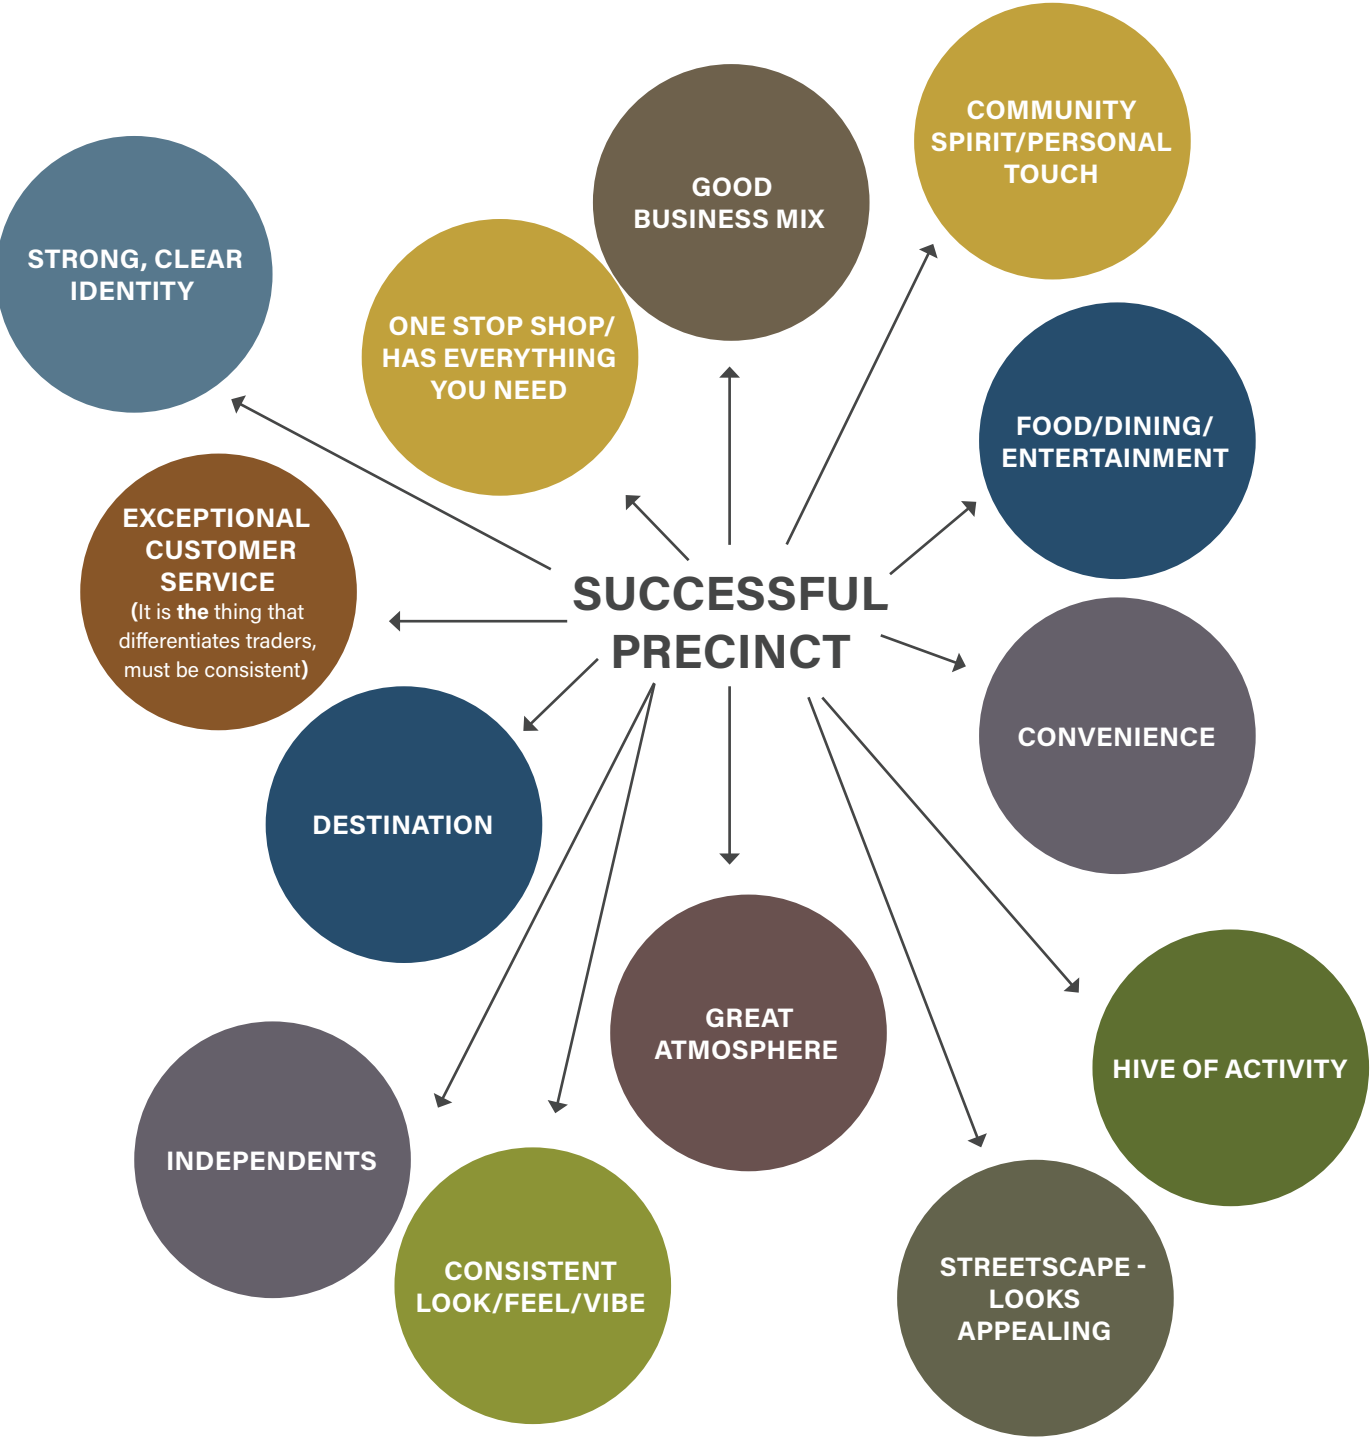 COMMUNITY
SPIRIT/PERSONAL
TOUCH
GOOD
BUSINESS MIX
STRONG, CLEAR
IDENTITY
ONE STOP SHOP/
HAS EVERYTHING
YOU NEED
FOOD/DINING/
ENTERTAINMENT
EXCEPTIONAL
CUSTOMER
SERVICE
(It is the thing that
differentiates traders,
must be consistent)
SUCCESSFUL
PRECINCT
CONVENIENCE
DESTINATION
GREAT
ATMOSPHERE
HIVE OF ACTIVITY
INDEPENDENTS
CONSISTENT
LOOK/FEEL/VIBE
STREETSCAPE -
LOOKS
APPEALING